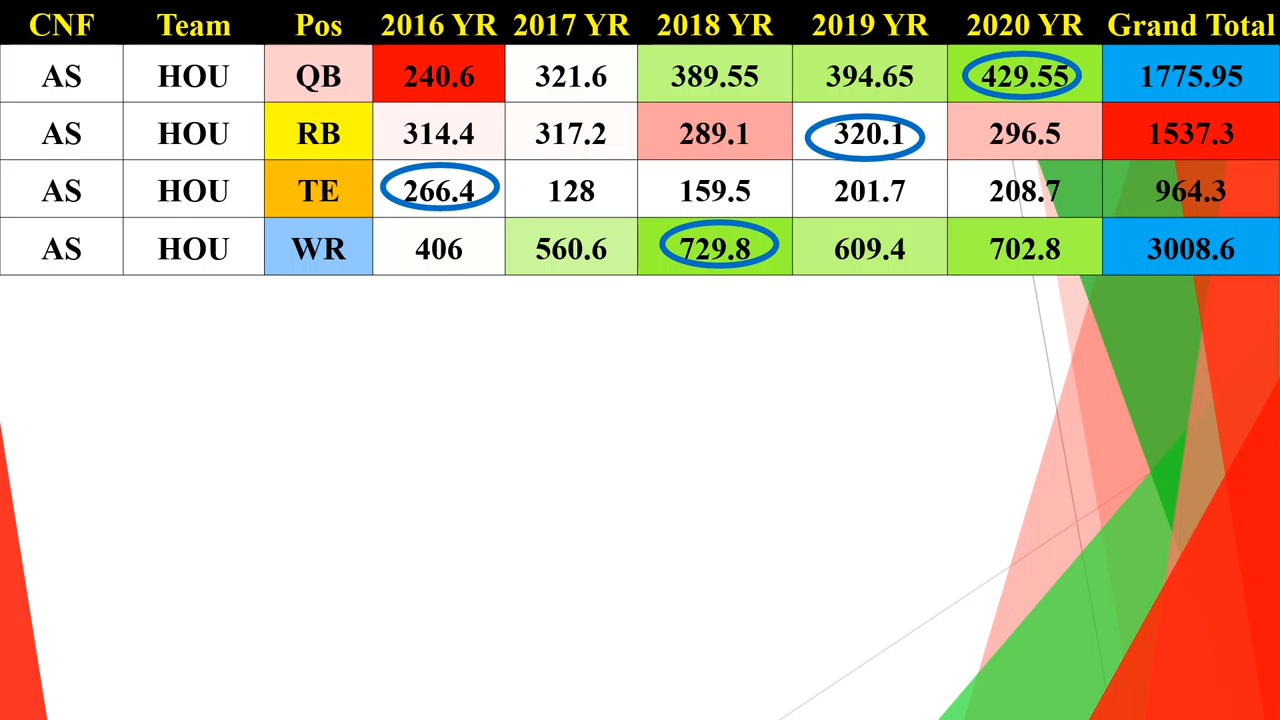 CNF Team Pos 2016 YR 2017 YR 2018 YR 2019 YR 2020 YR Grand Total
AS HOU QB 240.6 321.6 389.55 394.65 429.55 1775.95
AS HOU RB 314.4 317.2 289.1 320.1 296.5 1537.3
AS HOU TE 266.4 128 159.5 201.7 208.7 964.3
AS HOU WR 406 560.6 729.8 609.4 702.8 3008.6